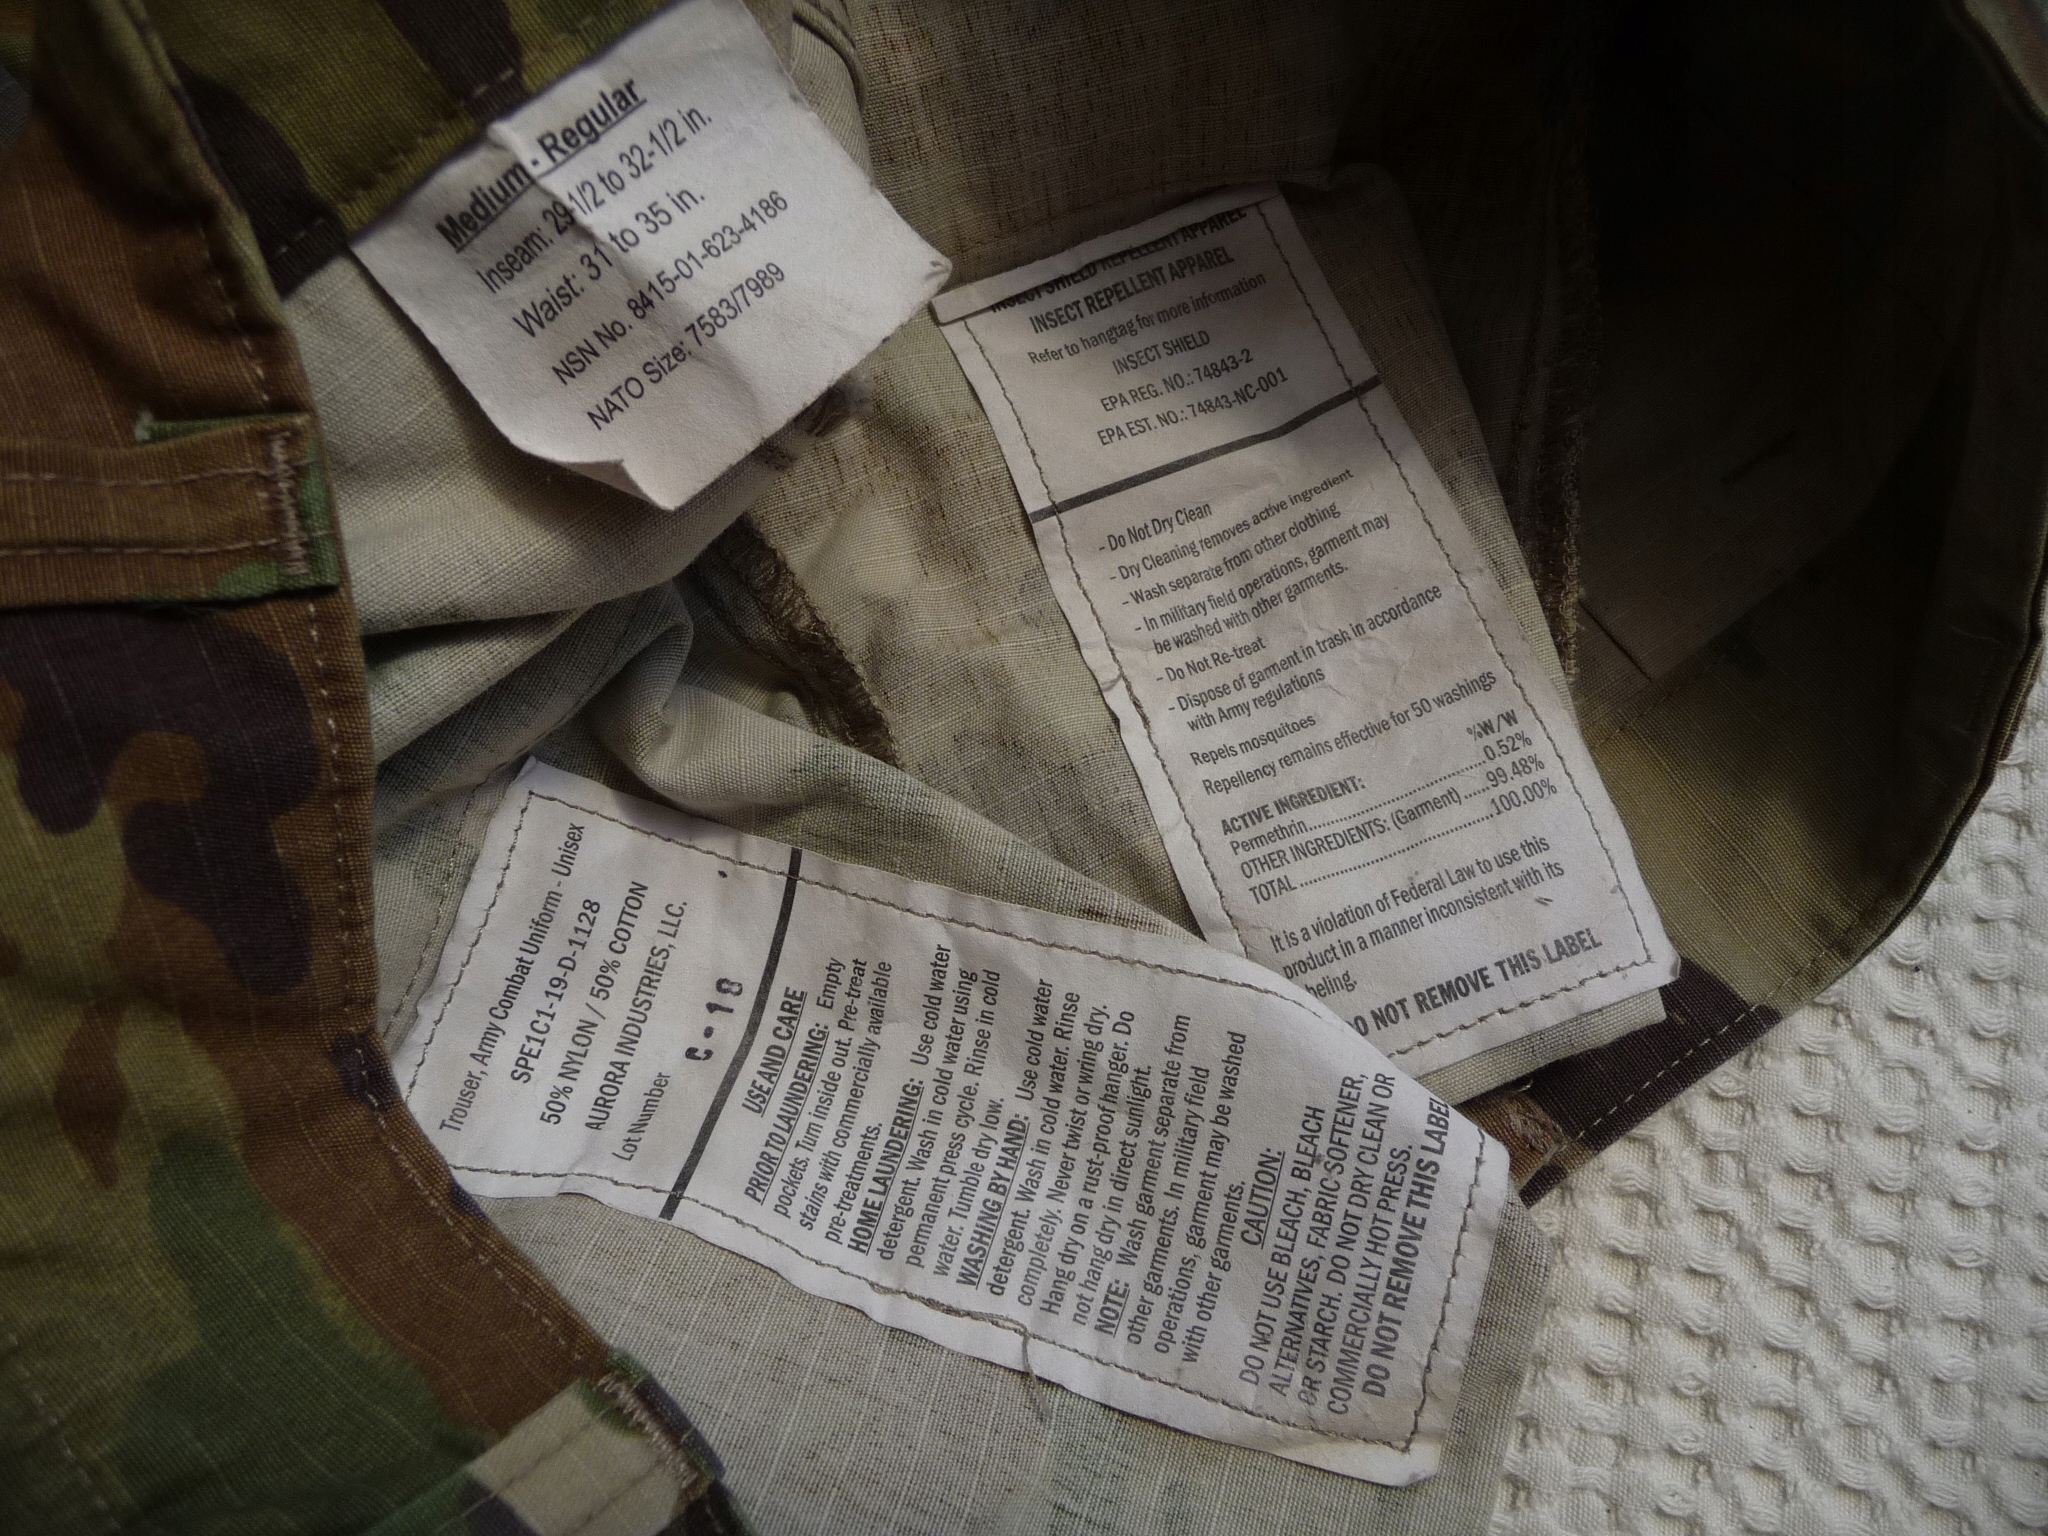 Medium - Regular
Inseam: 29-1/2 to 32-1/2 in.
Waist: 31 to 35 in.
NSN No. 8415-01-623-4186
NATO Size: 7583/7989
INSECT SHIELD REPELLENT APPAREL
INSECT REPELLENT APPAREL
Refer to hangtag for more information
INSECT SHIELD
EPA REG. NO.: 74843-2
EPA EST. NO.: 74843-NC-001
- Do Not Dry Clean
- Dry Cleaning removes active ingredient
- Wash separate from other clothing
- In military field operations, garment may
be washed with other garments.
- Do Not Re-treat
- Dispose of garment in trash in accordance
with Army regulations
Repels mosquitoes
Repellency remains effective for 50 washings
%W/W
ACTIVE INGREDIENT:
Permethrin..............................0.52%
OTHER INGREDIENTS: (Garment) ......99.48%
TOTAL ................................100.00%
It is a violation of Federal Law to use this
product in a manner inconsistent with its
beling.
DO NOT REMOVE THIS LABEL
Trouser, Army Combat Uniform - Unisex
SPE1C1-19-D-1128
50% NYLON / 50% COTTON
AURORA INDUSTRIES, LLC.
Lot Number C-18
USE AND CARE
PRIOR TO LAUNDERING: Empty
pockets. Turn inside out. Pre-treat
stains with commercially available
pre-treatments.
HOME LAUNDERING: Use cold water
detergent. Wash in cold water using
permanent press cycle. Rinse in cold
water. Tumble dry low.
WASHING BY HAND: Use cold water
detergent. Wash in cold water. Rinse
completely. Never twist or wring dry.
Hang dry on a rust-proof hanger. Do
not hang dry in direct sunlight.
NOTE: Wash garment separate from
other garments. In military field
operations, garment may be washed
with other garments.
CAUTION:
DO NOT USE BLEACH, BLEACH
ALTERNATIVES, FABRIC SOFTENER,
OR STARCH. DO NOT DRY CLEAN OR
COMMERCIALLY HOT PRESS.
DO NOT REMOVE THIS LABEL